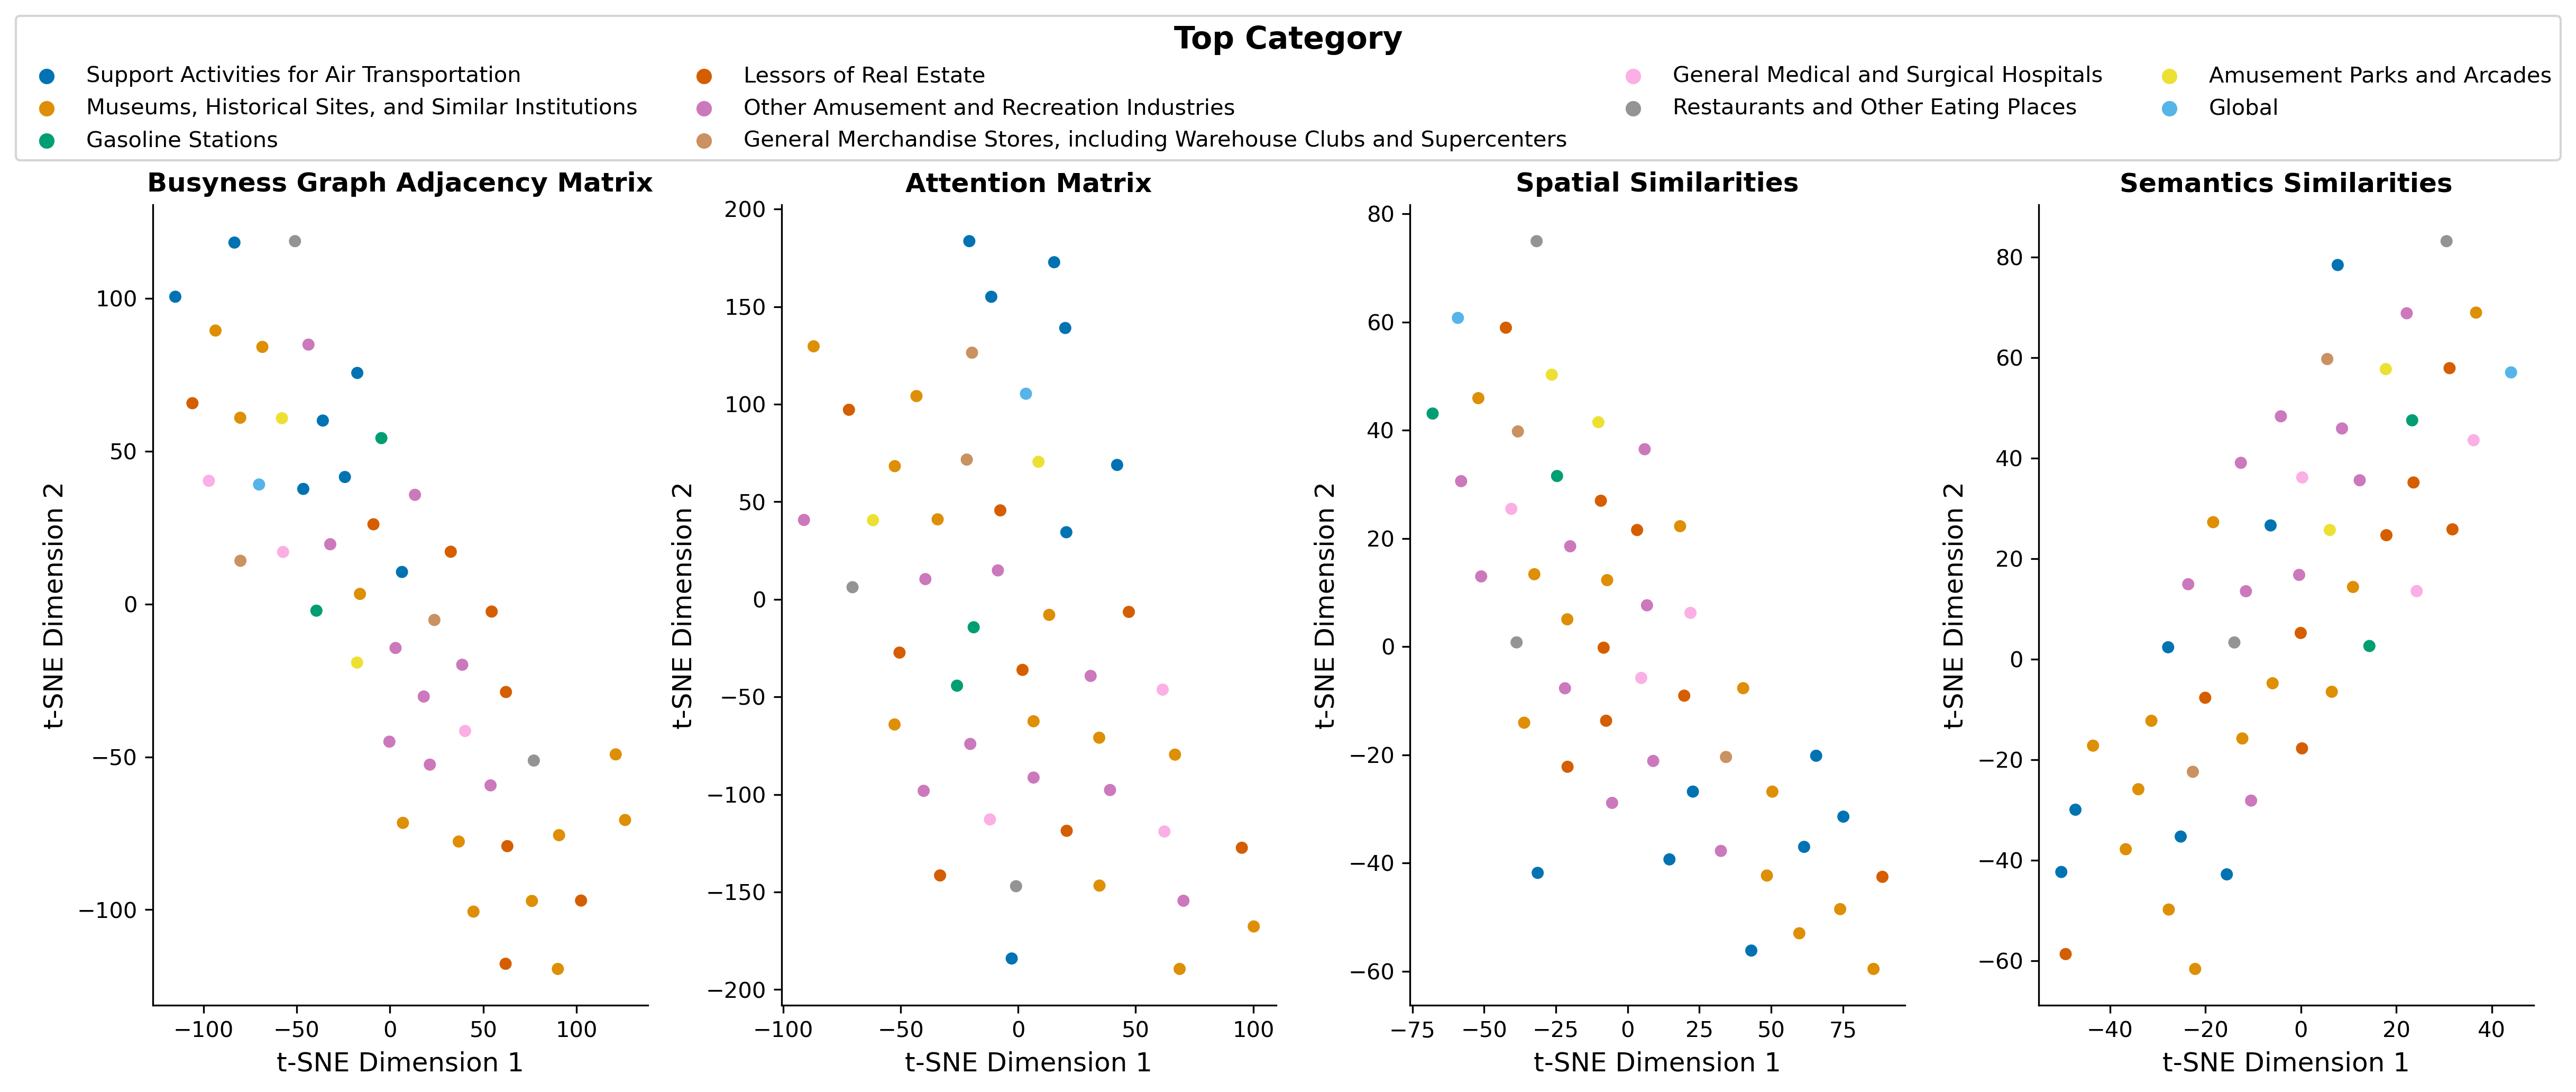 Top Category
Support Activities for Air Transportation
Museums, Historical Sites, and Similar Institutions
Gasoline Stations
Lessors of Real Estate
Other Amusement and Recreation Industries
General Merchandise Stores, including Warehouse Clubs and Supercenters
General Medical and Surgical Hospitals
Restaurants and Other Eating Places
Amusement Parks and Arcades
Global
Busyness Graph Adjacency Matrix
t-SNE Dimension 2
100
50
0
−50
−100
−100 −50 0 50 100
t-SNE Dimension 1
Attention Matrix
t-SNE Dimension 2
200
150
100
50
0
−50
−100
−150
−200
−100 −50 0 50 100
t-SNE Dimension 1
Spatial Similarities
t-SNE Dimension 2
80
60
40
20
0
−20
−40
−60
−75 −50 −25 0 25 50 75
t-SNE Dimension 1
Semantics Similarities
t-SNE Dimension 2
80
60
40
20
0
−20
−40
−60
−40 −20 0 20 40
t-SNE Dimension 1